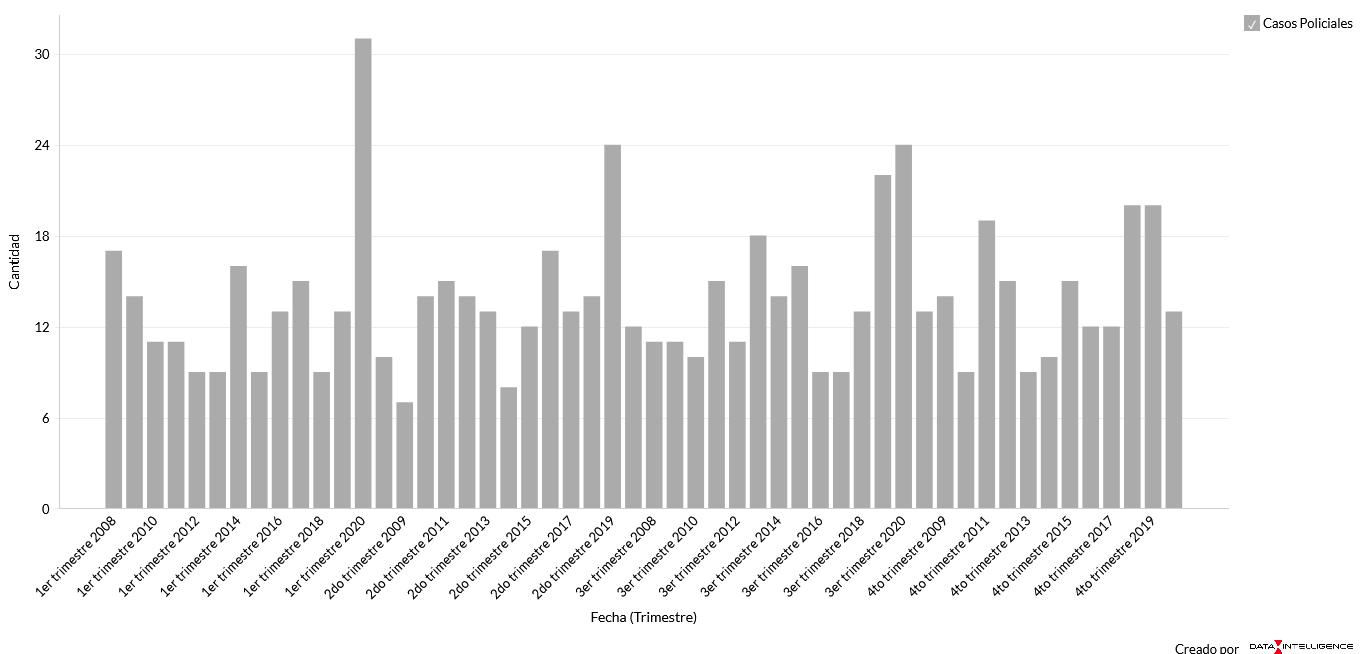 Casos Policiales
30
24
18
12
6
0
Cantidad
1er trimestre 2008
1er trimestre 2010
1er trimestre 2012
1er trimestre 2014
1er trimestre 2016
1er trimestre 2018
1er trimestre 2020
2do trimestre 2009
2do trimestre 2011
2do trimestre 2013
2do trimestre 2015
2do trimestre 2017
2do trimestre 2019
3er trimestre 2008
3er trimestre 2010
3er trimestre 2012
3er trimestre 2014
3er trimestre 2016
3er trimestre 2018
3er trimestre 2020
4to trimestre 2009
4to trimestre 2011
4to trimestre 2013
4to trimestre 2015
4to trimestre 2017
4to trimestre 2019
Fecha (Trimestre)
Creado por DATA INTELLIGENCE